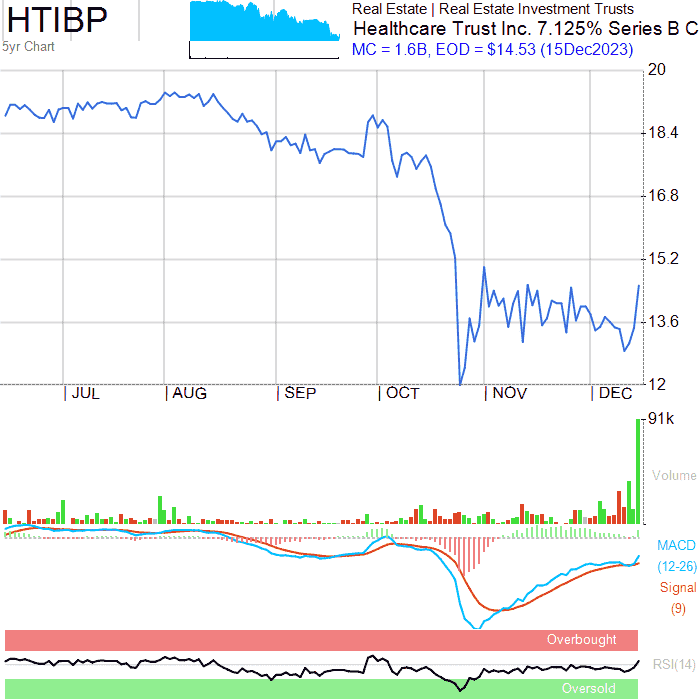 HTIBP
5yr Chart
Real Estate | Real Estate Investment Trusts
Healthcare Trust Inc. 7.125% Series B C
MC = 1.6B, EOD = $14.53 (15Dec2023)
20
18.4
16.8
15.2
13.6
12
JUL AUG SEP OCT NOV DEC
91k
Volume
MACD
(12-26)
Signal
(9)
Overbought
RSI(14)
Oversold